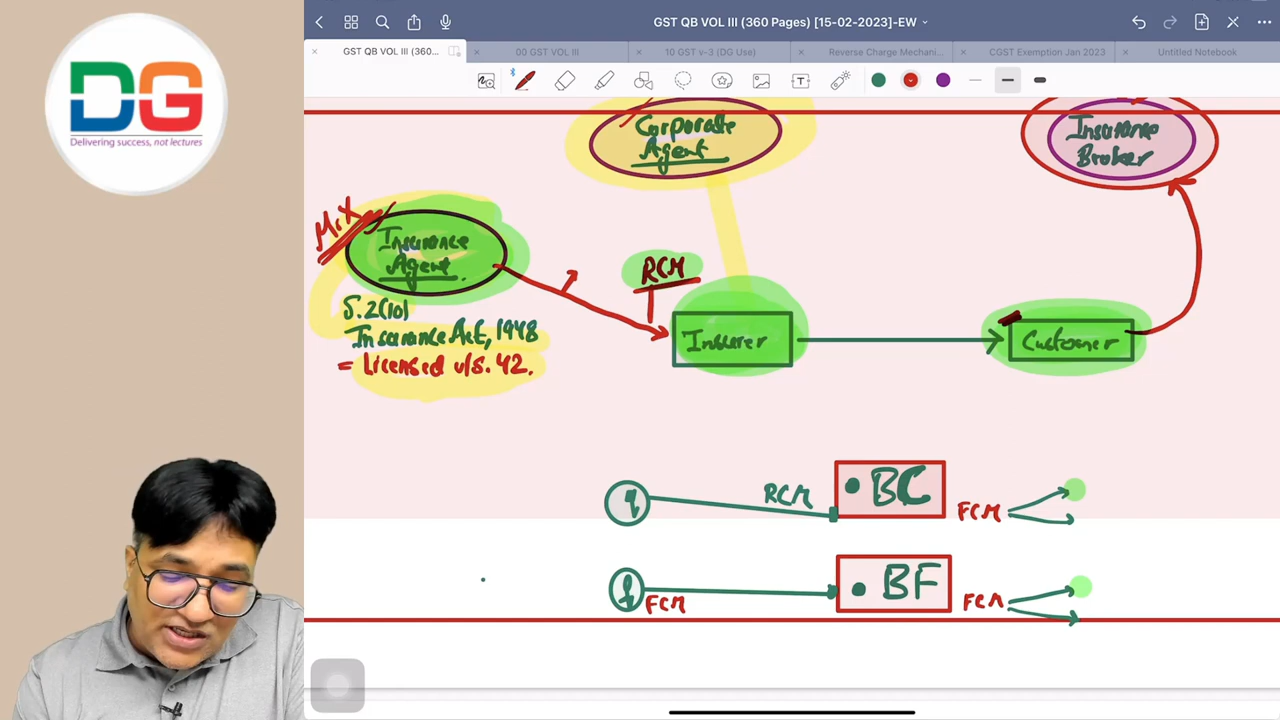 DG
Delivering success, not lectures
GST QB VOL III (360 Pages) [15-02-2023]-EW
GST QB VOL III (360...
00 GST VOL III
10 GST v-3 (DG Use)
Reverse Charge Mechani...
CGST Exemption Jan 2023
Untitled Notebook
Corporate
Agent
Insurance
Broker
Mr X
Insurance
Agent
S.2(10)
Insurance Act, 1948
= Licensed u/s. 42.
RCM
Insurer
Customer
RCM
BC
FCM
FCM
BF
FCM